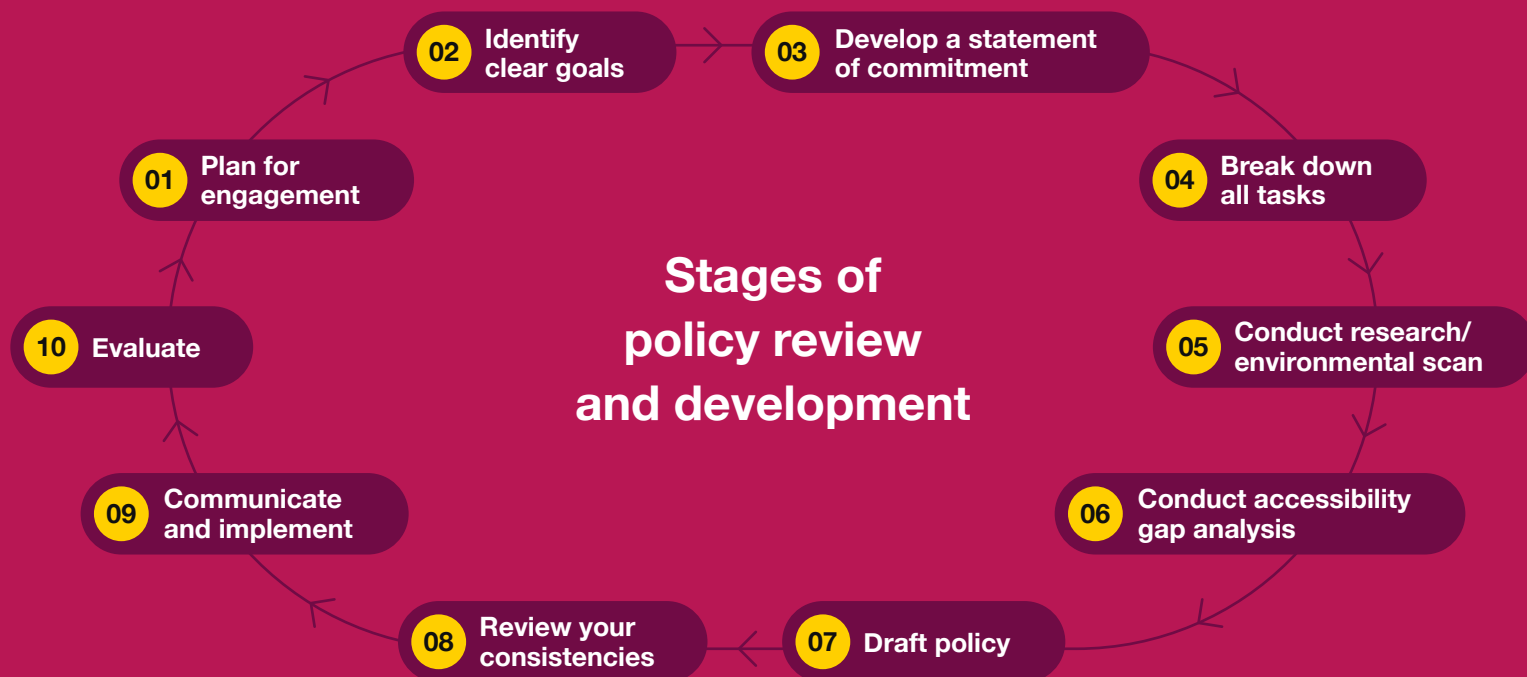 Stages of
policy review
and development
01
Plan for
engagement
02
Identify
clear goals
03
Develop a statement
of commitment
04
Break down
all tasks
05
Conduct research/
environmental scan
06
Conduct accessibility
gap analysis
07
Draft policy
08
Review your
consistencies
09
Communicate
and implement
10
Evaluate